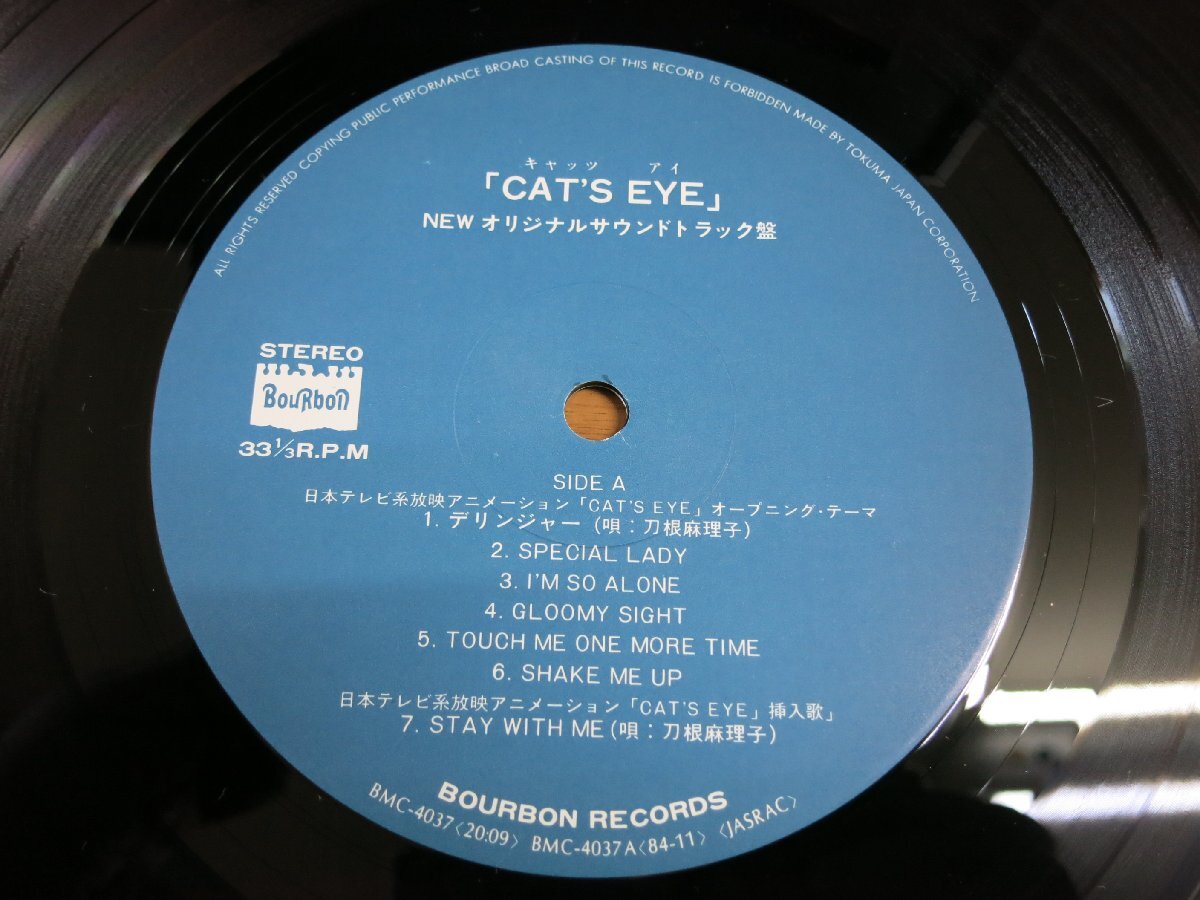 ALL RIGHTS RESERVED COPYING PUBLIC PERFORMANCE BROAD CASTING OF THIS RECORD IS FORBIDDEN MADE BY TOKUMA JAPAN CORPORATION
キャッツ アイ
「CAT'S EYE」
NEW オリジナルサウンドトラック盤
STEREO
BouRbon
33 1/3 R.P.M
SIDE A
日本テレビ系放映アニメーション「CAT'S EYE」オープニング・テーマ
1. デリンジャー (唄：刀根麻理子)
2. SPECIAL LADY
3. I'M SO ALONE
4. GLOOMY SIGHT
5. TOUCH ME ONE MORE TIME
6. SHAKE ME UP
日本テレビ系放映アニメーション「CAT'S EYE」挿入歌」
7. STAY WITH ME (唄：刀根麻理子)
BOURBON RECORDS
BMC-4037〈20:09〉 BMC-4037A〈84-11〉 〈JASRAC〉